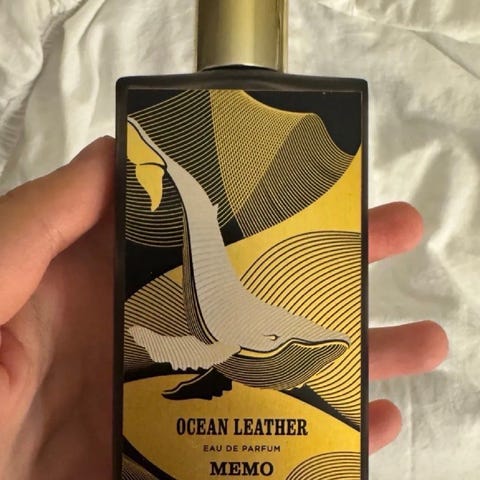 OCEAN LEATHER
EAU DE PARFUM
MEMO